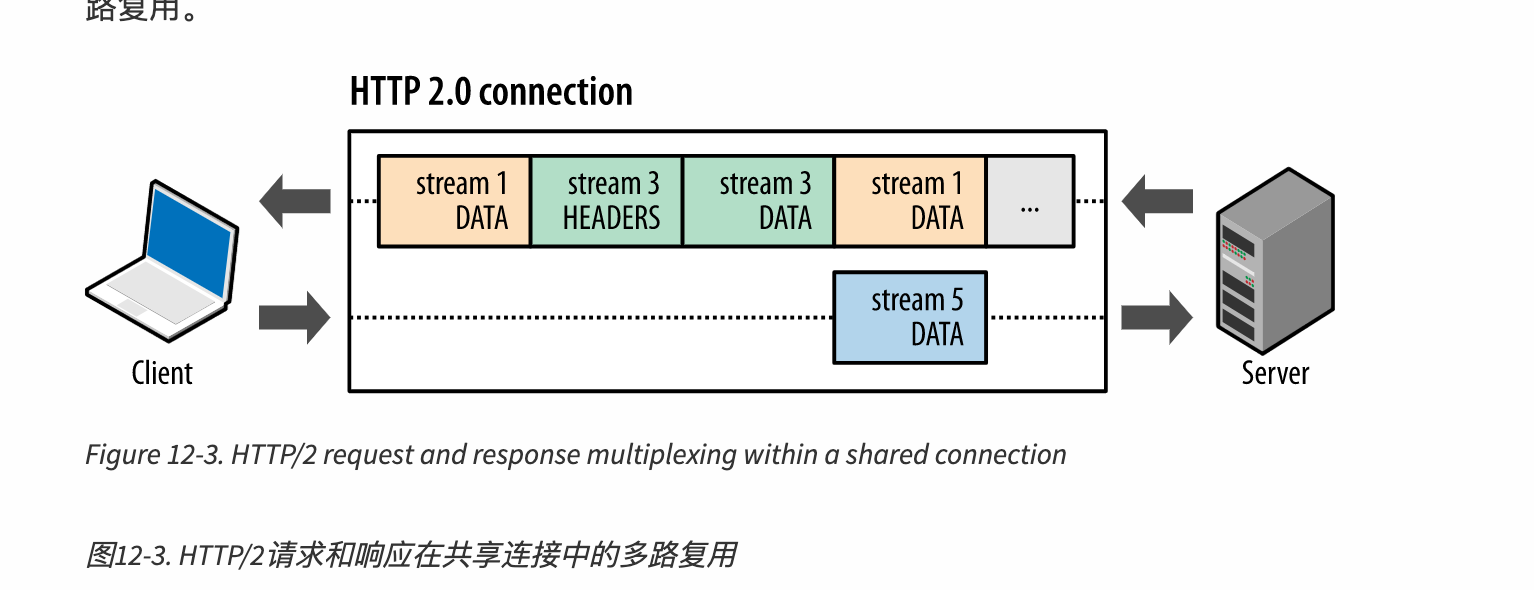 路复用。
HTTP 2.0 connection
stream 1
DATA
stream 3
HEADERS
stream 3
DATA
stream 1
DATA
...
stream 5
DATA
Client
Server
Figure 12-3. HTTP/2 request and response multiplexing within a shared connection
图12-3. HTTP/2请求和响应在共享连接中的多路复用